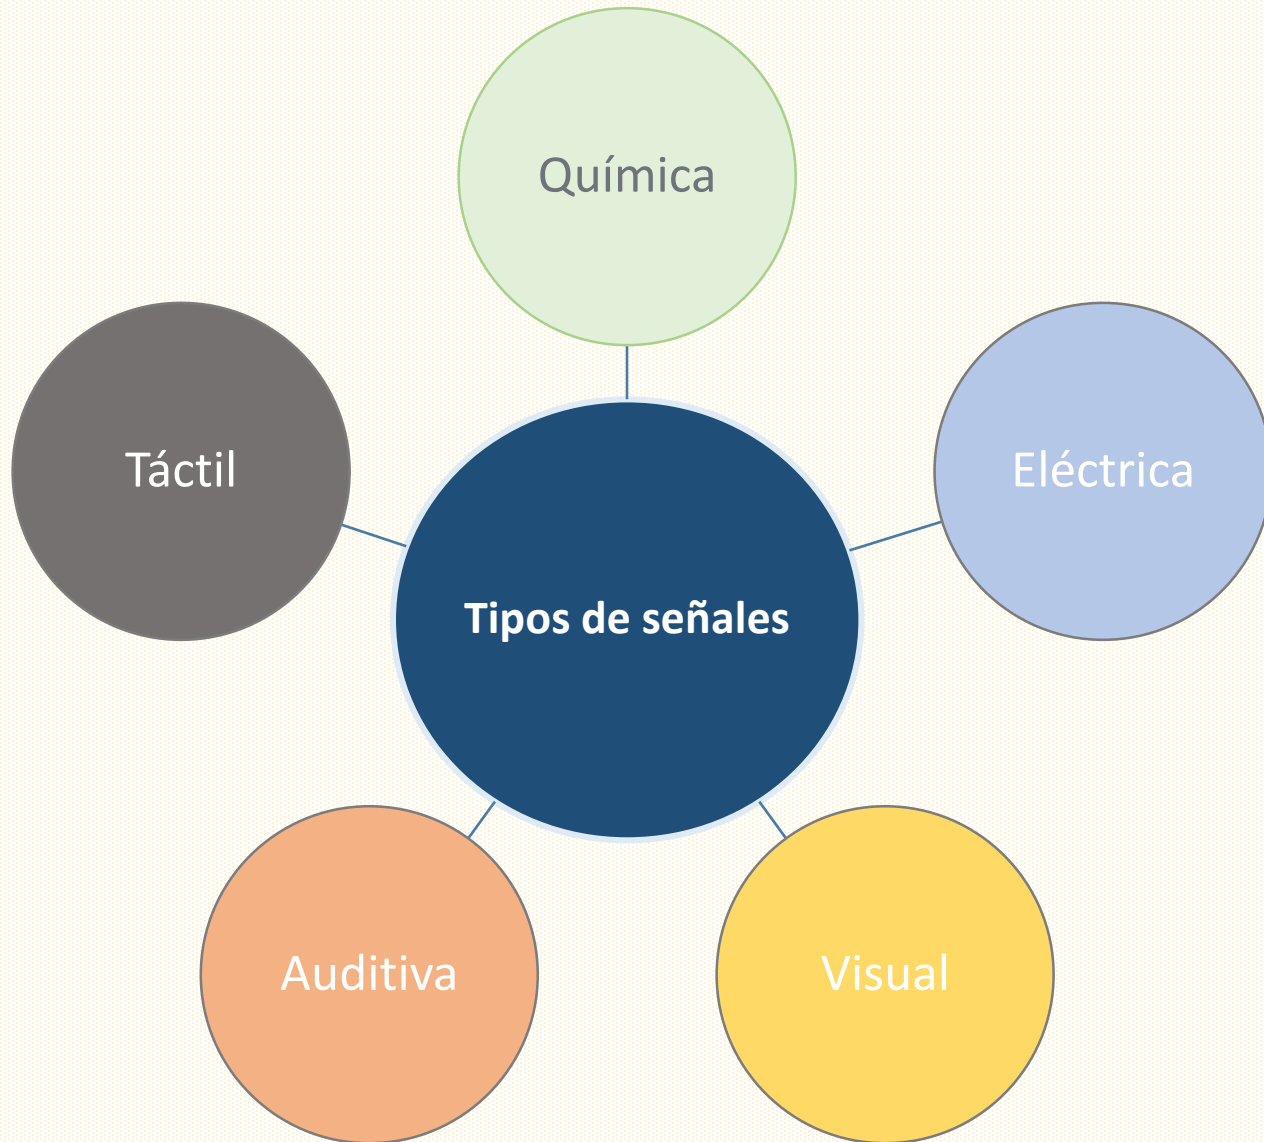 Química
Táctil
Eléctrica
Tipos de señales
Auditiva
Visual